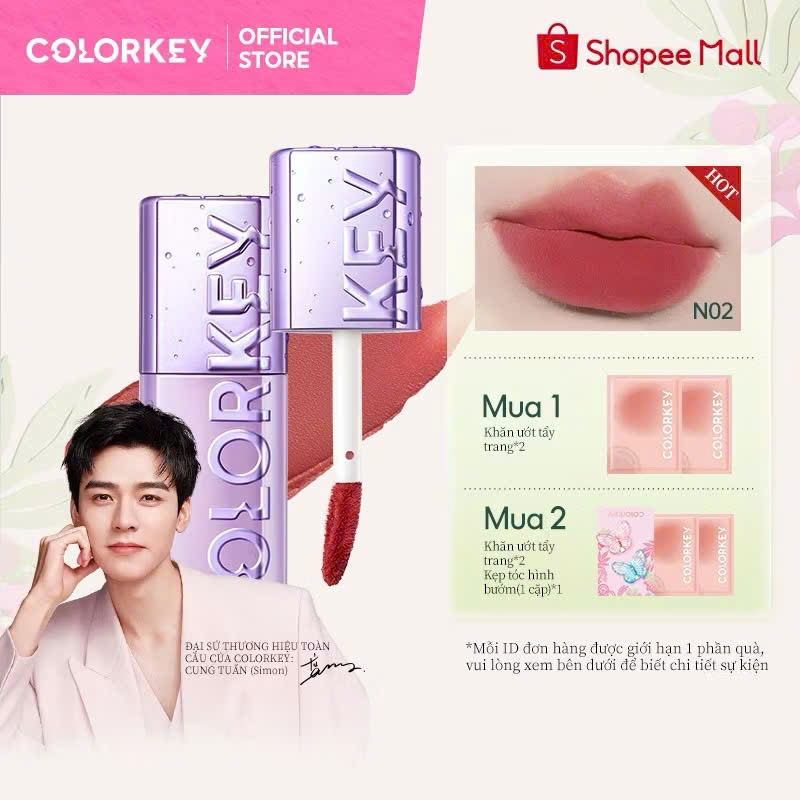 COLORKEY
OFFICIAL
STORE
Shopee Mall
COLORKEY
KEY
HOT
N02
Mua 1
Khăn ướt tẩy
trang*2
COLORKEY
COLORKEY
Mua 2
Khăn ướt tẩy
trang*2
Kẹp tóc hình
bướm(1 cặp)*1
COLORKEY
COLORKEY
COLORKEY
ĐẠI SỨ THƯƠNG HIỆU TOÀN
CẦU CỦA COLORKEY:
CUNG TUẤN (Simon)
*Mỗi ID đơn hàng được giới hạn 1 phần quà,
vui lòng xem bên dưới để biết chi tiết sự kiện